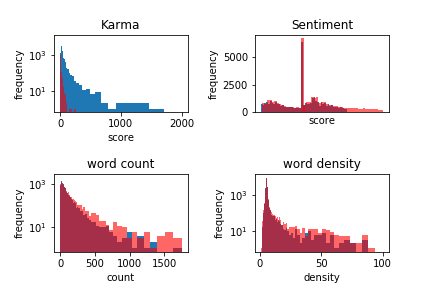 Karma
frequency
10³
10¹
0
1000
2000
score
Sentiment
frequency
5000
2500
0
score
word count
frequency
10³
10¹
0
500
1000
1500
count
word density
frequency
10³
10¹
0
50
100
density